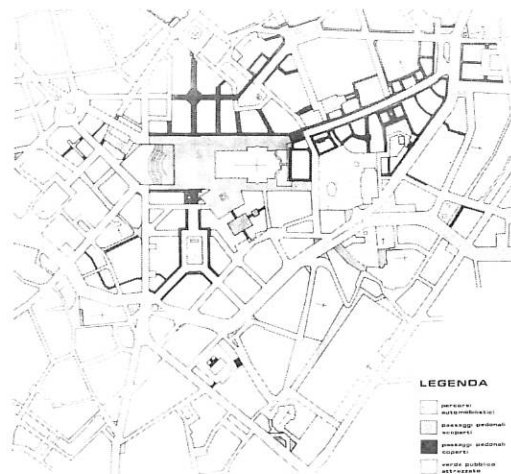 LEGENDA
percorsi
automobilistici
passaggi pedonali
scoperti
passaggi pedonali
coperti
verde pubblico
attrezzato